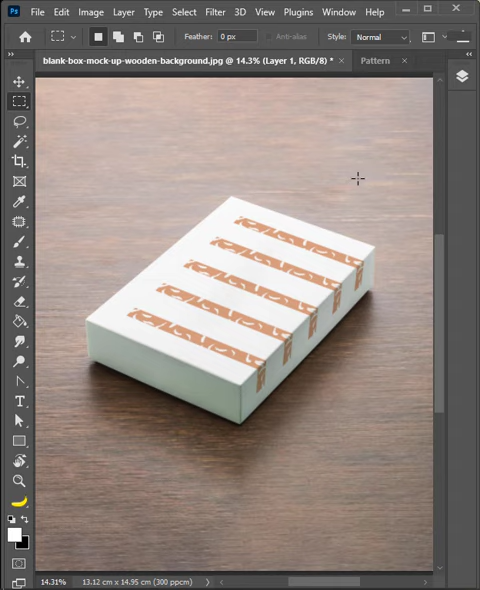 Ps File Edit Image Layer Type Select Filter 3D View Plugins Window Help
Feather: 0 px Anti-alias Style: Normal
blank-box-mock-up-wooden-background.jpg @ 14.3% (Layer 1, RGB/8) * × Pattern ×
14.31% 13.12 cm x 14.95 cm (300 ppcm)